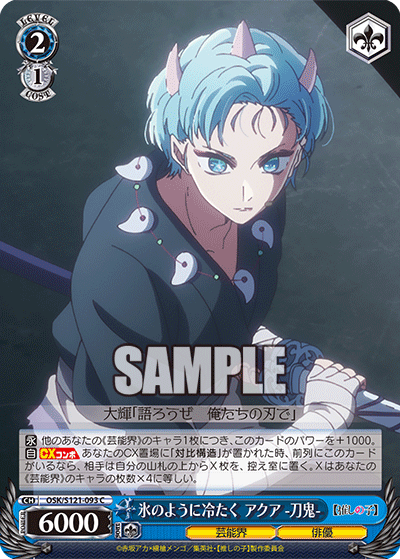 LEVEL
2
1
COST
SAMPLE
大輝「語ろうぜ 俺たちの刃で」
永 他のあなたの《芸能界》のキャラ1枚につき、このカードのパワーを＋1000。
自 CXコンボ あなたのCX置場に「対比構造」が置かれた時、前列にこのカードがいるなら、相手は自分の山札の上からX枚を、控え室に置く。Xはあなたの《芸能界》のキャラの枚数×4に等しい。
CH OSK/S121-093 C
POWER
6000
氷のように冷たく アクア -刀鬼-
【推しの子】
芸能界 俳優
©赤坂アカ×横槍メンゴ／集英社・【推しの子】製作委員会